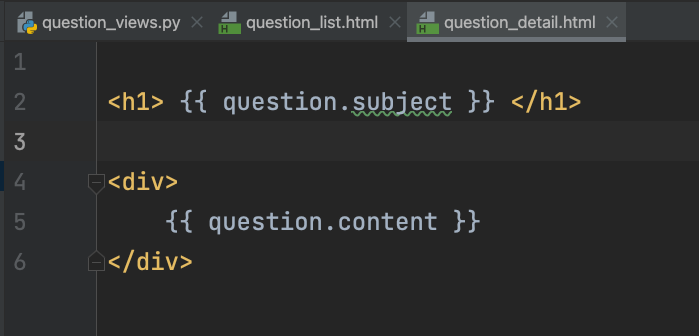 question_views.py question_list.html question_detail.html
1
2 <h1> {{ question.subject }} </h1>
3
4 <div>
5     {{ question.content }}
6 </div>